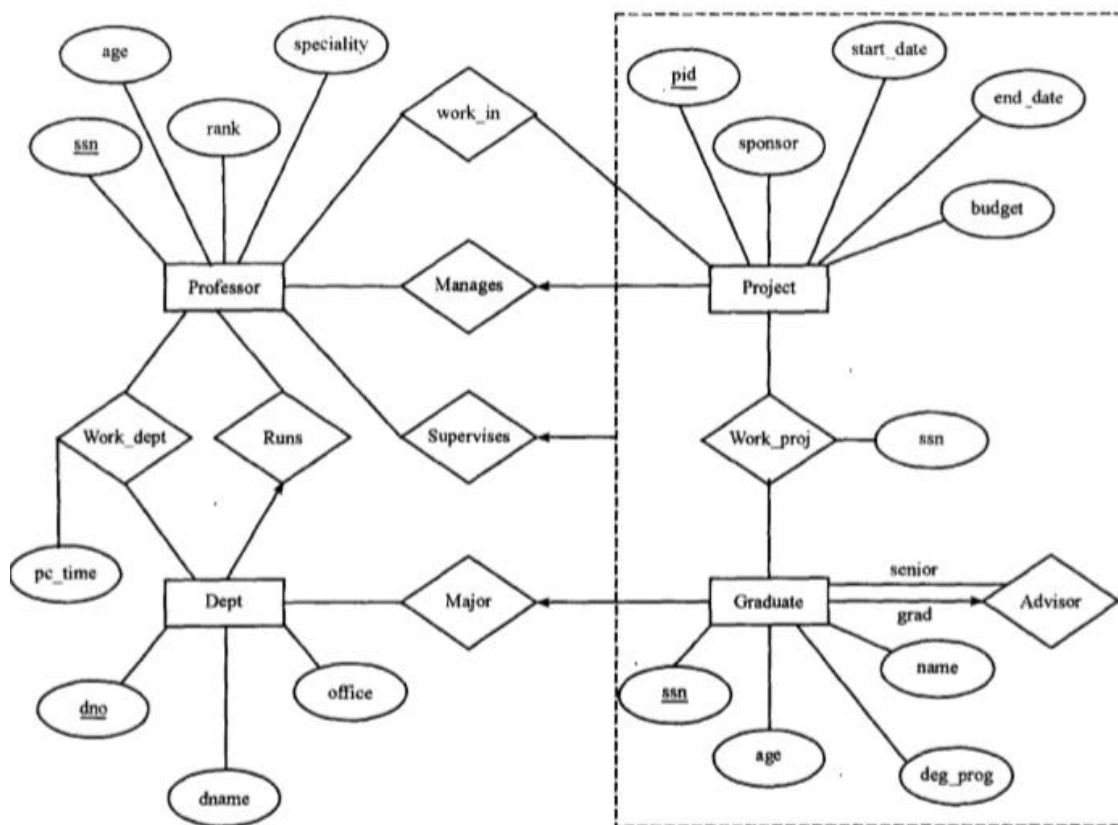 age
speciality
ssn
rank
work_in
pid
start_date
end_date
sponsor
budget
Professor
Manages
Project
Work_dept
Runs
Supervises
Work_proj
ssn
pc_time
Dept
Major
Graduate
senior
grad
Advisor
dno
office
dname
ssn
age
name
deg_prog